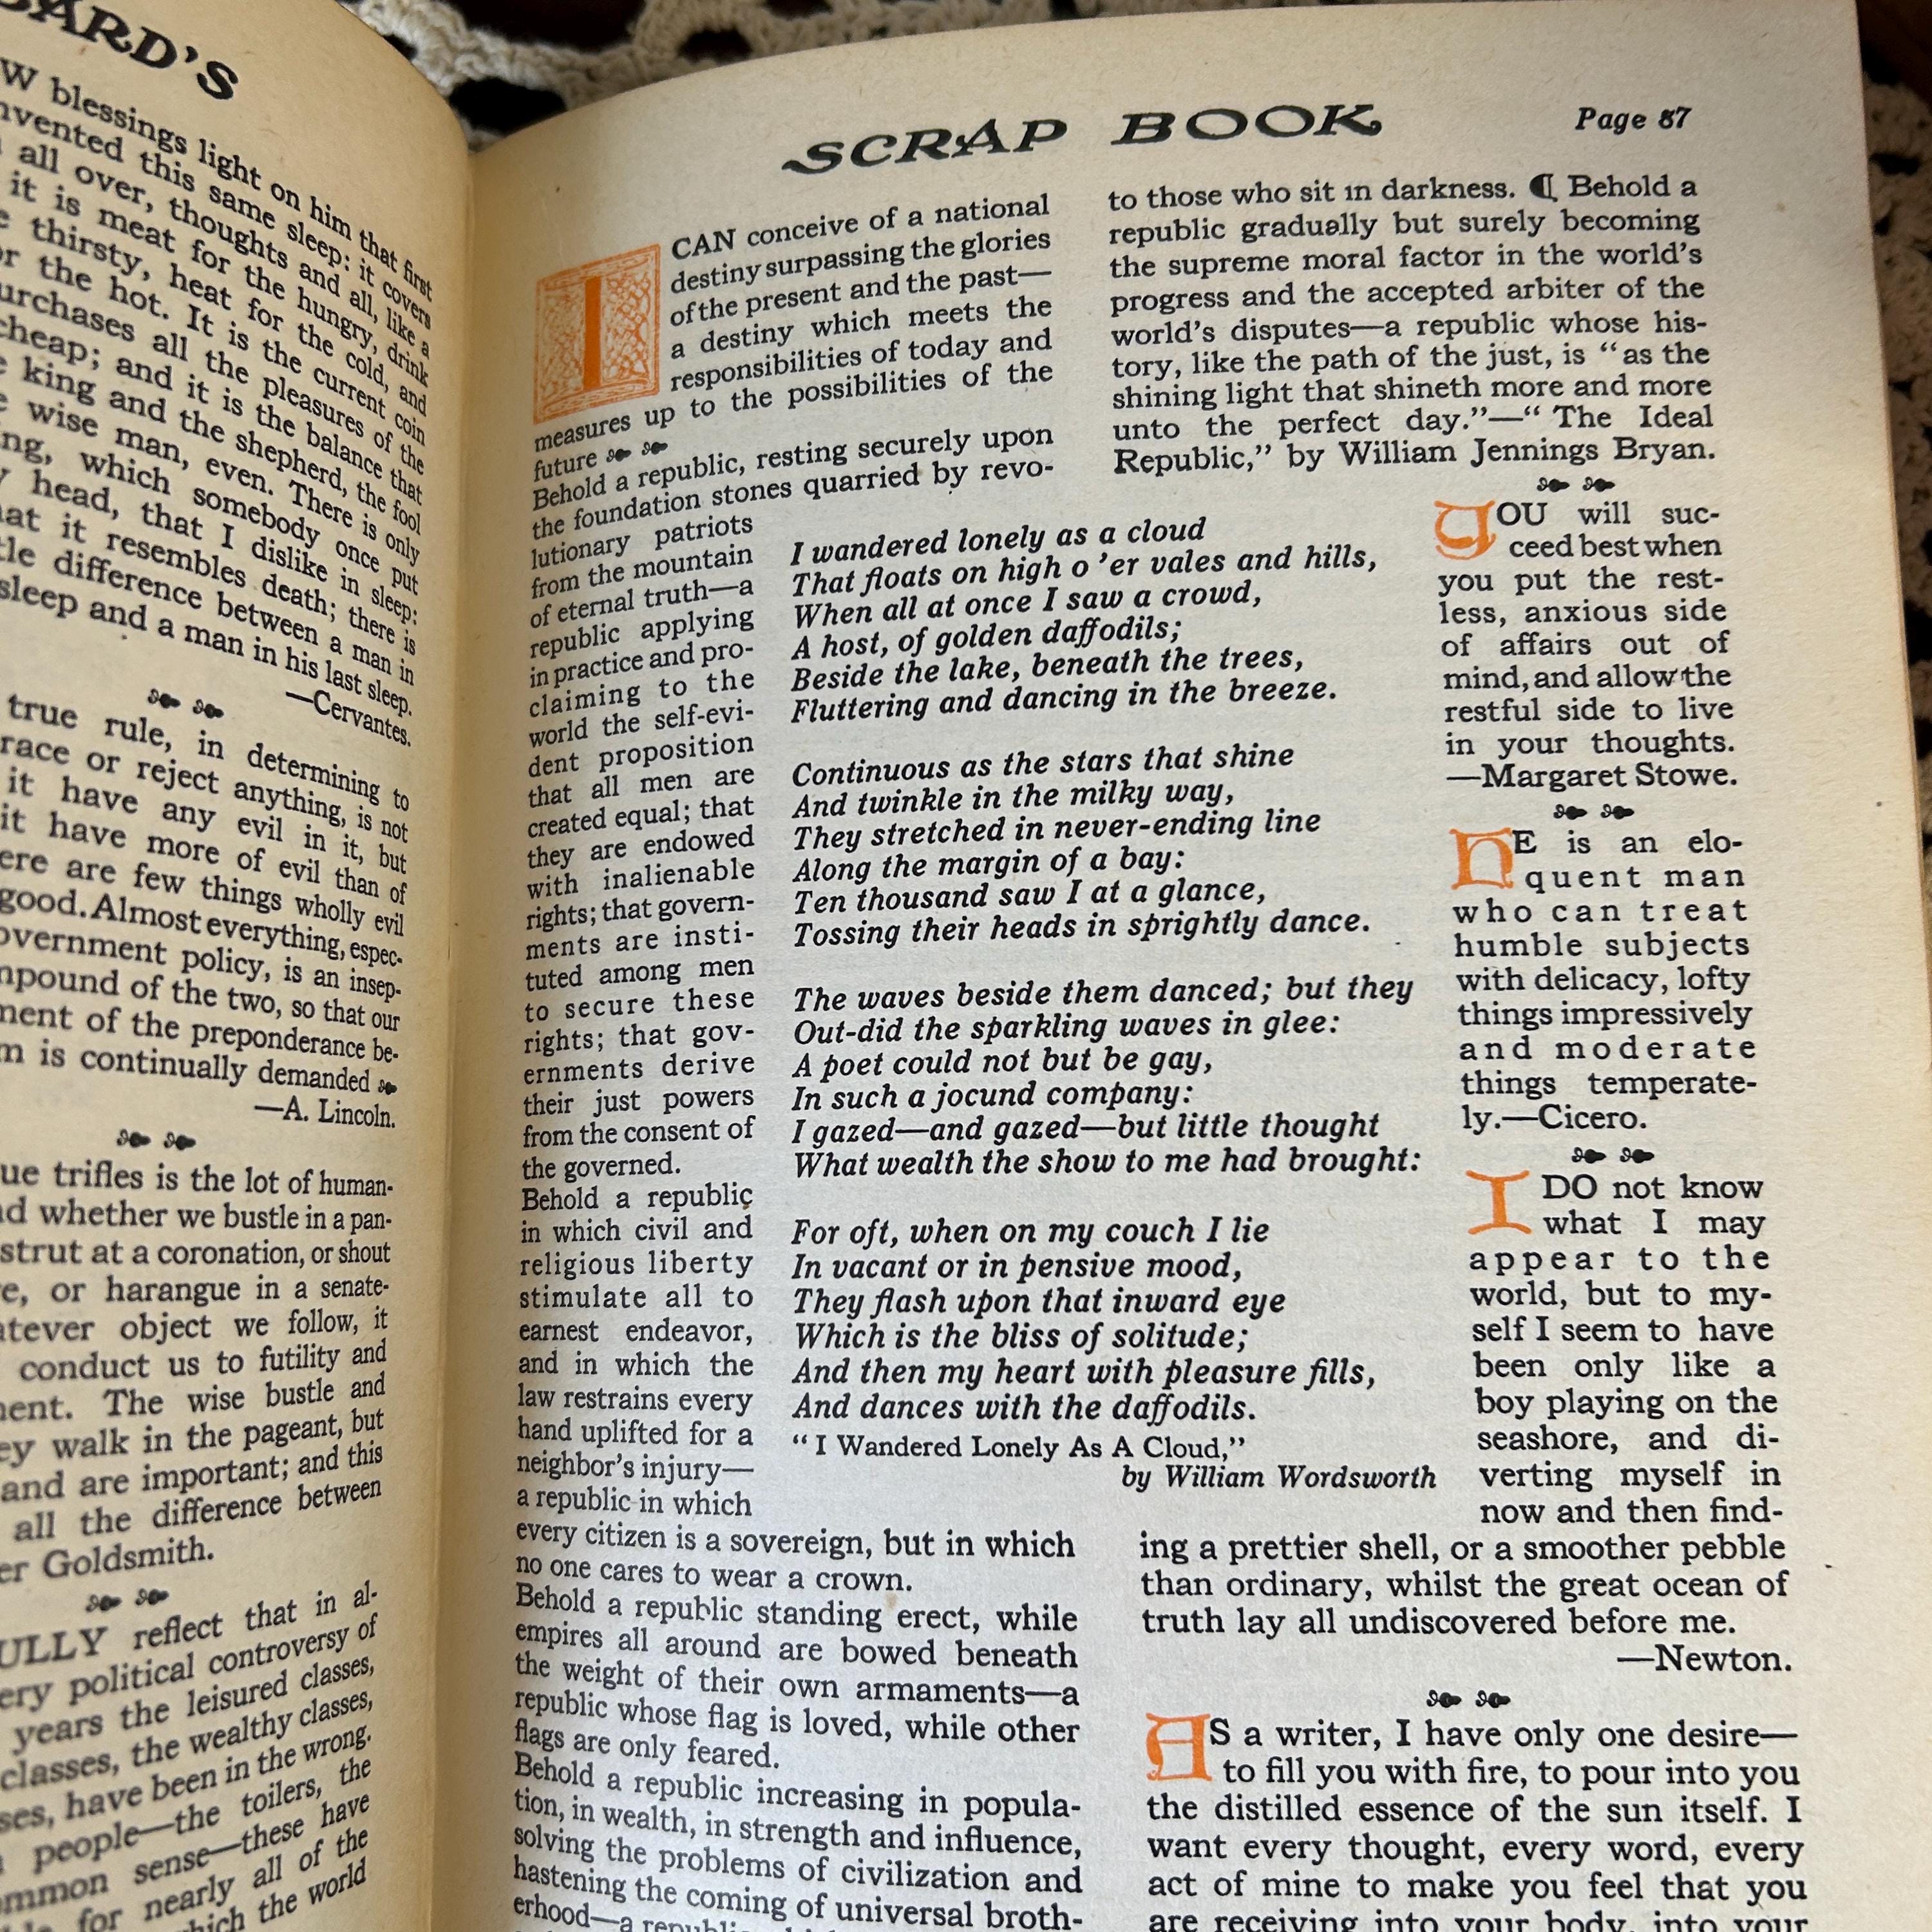 blessings light on him that first
this same sleep: it covers
all over, thoughts and all, like a
it is meat for the hungry, drink
thirsty, heat for the cold, and
the hot. It is the current coin
all the pleasures of the
cheap; and it is the balance that
king and the shepherd, the fool
wise man, even. There is only
which somebody once put
head, that I dislike in sleep:
it resembles death; there is
difference between a man in
sleep and a man in his last sleep.
—Cervantes.
true rule, in determining to
or reject anything, is not
it have any evil in it, but
it have more of evil than of
are few things wholly evil
good. Almost everything, espec-
government policy, is an insep-
of the two, so that our
of the preponderance be-
is continually demanded
—A. Lincoln.
trifles is the lot of human-
whether we bustle in a pan-
strut at a coronation, or shout
or harangue in a senate-
object we follow, it
conduct us to futility and
The wise bustle and
walk in the pageant, but
and are important; and this
all the difference between
Goldsmith.
reflect that in al-
political controversy of
years the leisured classes,
classes, the wealthy classes,
have been in the wrong.
people—the toilers, the
sense—these have
for nearly all of the
the world
SCRAP BOOK Page 87
I CAN conceive of a national
destiny surpassing the glories
of the present and the past—
a destiny which meets the
responsibilities of today and
measures up to the possibilities of the
future
Behold a republic, resting securely upon
the foundation stones quarried by revo-
lutionary patriots
from the mountain
of eternal truth—a
republic applying
in practice and pro-
claiming to the
world the self-evi-
dent proposition
that all men are
created equal; that
they are endowed
with inalienable
rights; that govern-
ments are insti-
tuted among men
to secure these
rights; that gov-
ernments derive
their just powers
from the consent of
the governed.
Behold a republic
in which civil and
religious liberty
stimulate all to
earnest endeavor,
and in which the
law restrains every
hand uplifted for a
neighbor's injury—
a republic in which
every citizen is a sovereign, but in which
no one cares to wear a crown.
Behold a republic standing erect, while
empires all around are bowed beneath
the weight of their own armaments—a
republic whose flag is loved, while other
flags are only feared.
Behold a republic increasing in popula-
tion, in wealth, in strength and influence,
solving the problems of civilization and
hastening the coming of universal broth-
erhood—a
I wandered lonely as a cloud
That floats on high o 'er vales and hills,
When all at once I saw a crowd,
A host, of golden daffodils;
Beside the lake, beneath the trees,
Fluttering and dancing in the breeze.
Continuous as the stars that shine
And twinkle in the milky way,
They stretched in never-ending line
Along the margin of a bay:
Ten thousand saw I at a glance,
Tossing their heads in sprightly dance.
The waves beside them danced; but they
Out-did the sparkling waves in glee:
A poet could not but be gay,
In such a jocund company:
I gazed—and gazed—but little thought
What wealth the show to me had brought:
For oft, when on my couch I lie
In vacant or in pensive mood,
They flash upon that inward eye
Which is the bliss of solitude;
And then my heart with pleasure fills,
And dances with the daffodils.
"I Wandered Lonely As A Cloud,"
by William Wordsworth
to those who sit in darkness. ¶ Behold a
republic gradually but surely becoming
the supreme moral factor in the world's
progress and the accepted arbiter of the
world's disputes—a republic whose his-
tory, like the path of the just, is "as the
shining light that shineth more and more
unto the perfect day."—" The Ideal
Republic," by William Jennings Bryan.
YOU will suc-
ceed best when
you put the rest-
less, anxious side
of affairs out of
mind, and allow the
restful side to live
in your thoughts.
—Margaret Stowe.
HE is an elo-
quent man
who can treat
humble subjects
with delicacy, lofty
things impressively
and moderate
things temperate-
ly.—Cicero.
I DO not know
what I may
appear to the
world, but to my-
self I seem to have
been only like a
boy playing on the
seashore, and di-
verting myself in
now and then find-
ing a prettier shell, or a smoother pebble
than ordinary, whilst the great ocean of
truth lay all undiscovered before me.
—Newton.
AS a writer, I have only one desire—
to fill you with fire, to pour into you
the distilled essence of the sun itself. I
want every thought, every word, every
act of mine to make you feel that you
are receiving into your body, into your